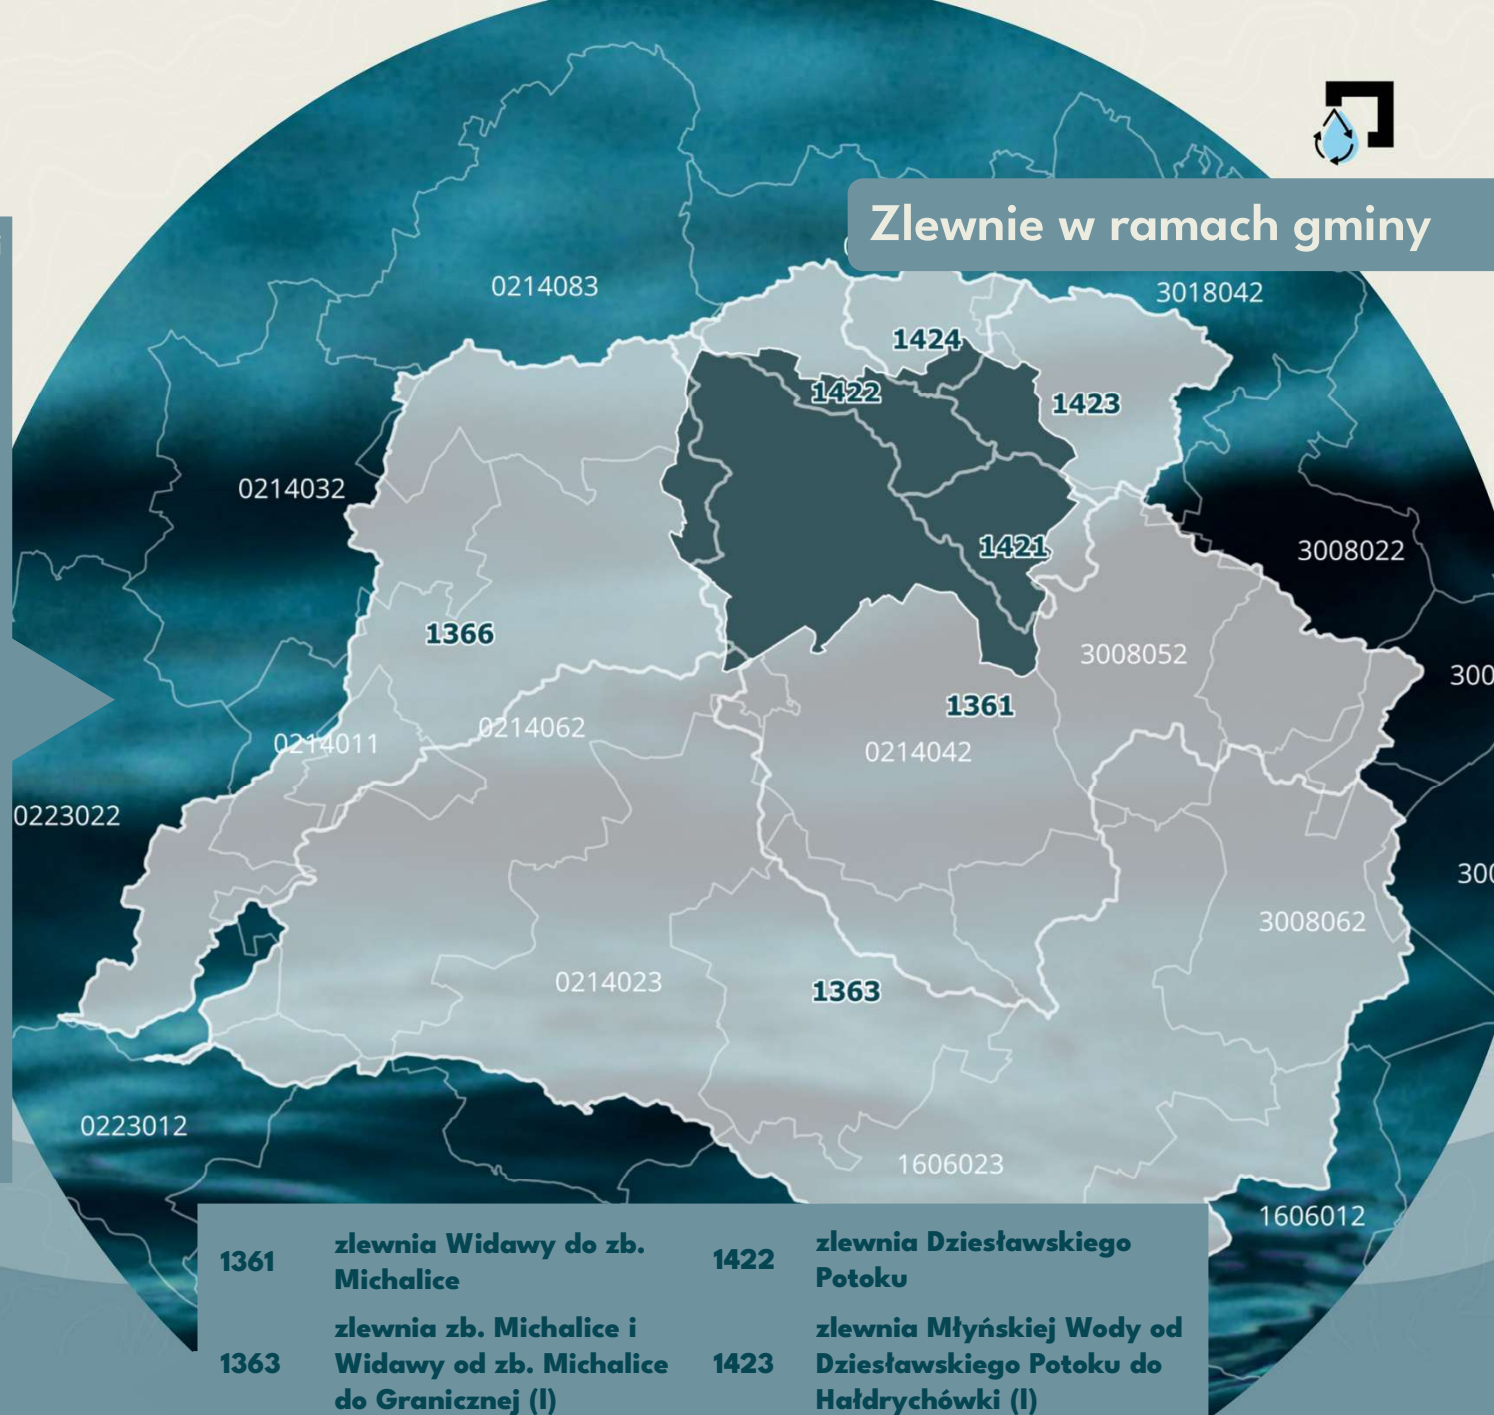 Zlewnie w ramach gminy
0214083
3018042
1424
1422
1423
0214032
1421
3008022
1366
3008052
300
1361
0214062
0214011
0214042
0223022
300
3008062
0214023
1363
0223012
1606023
1606012
1361
zlewnia Widawy do zb.
Michalice
1422
zlewnia Dziesławskiego
Potoku
1363
zlewnia zb. Michalice i
Widawy od zb. Michalice
do Granicznej (l)
1423
zlewnia Młyńskiej Wody od
Dziesławskiego Potoku do
Hałdrychówki (l)